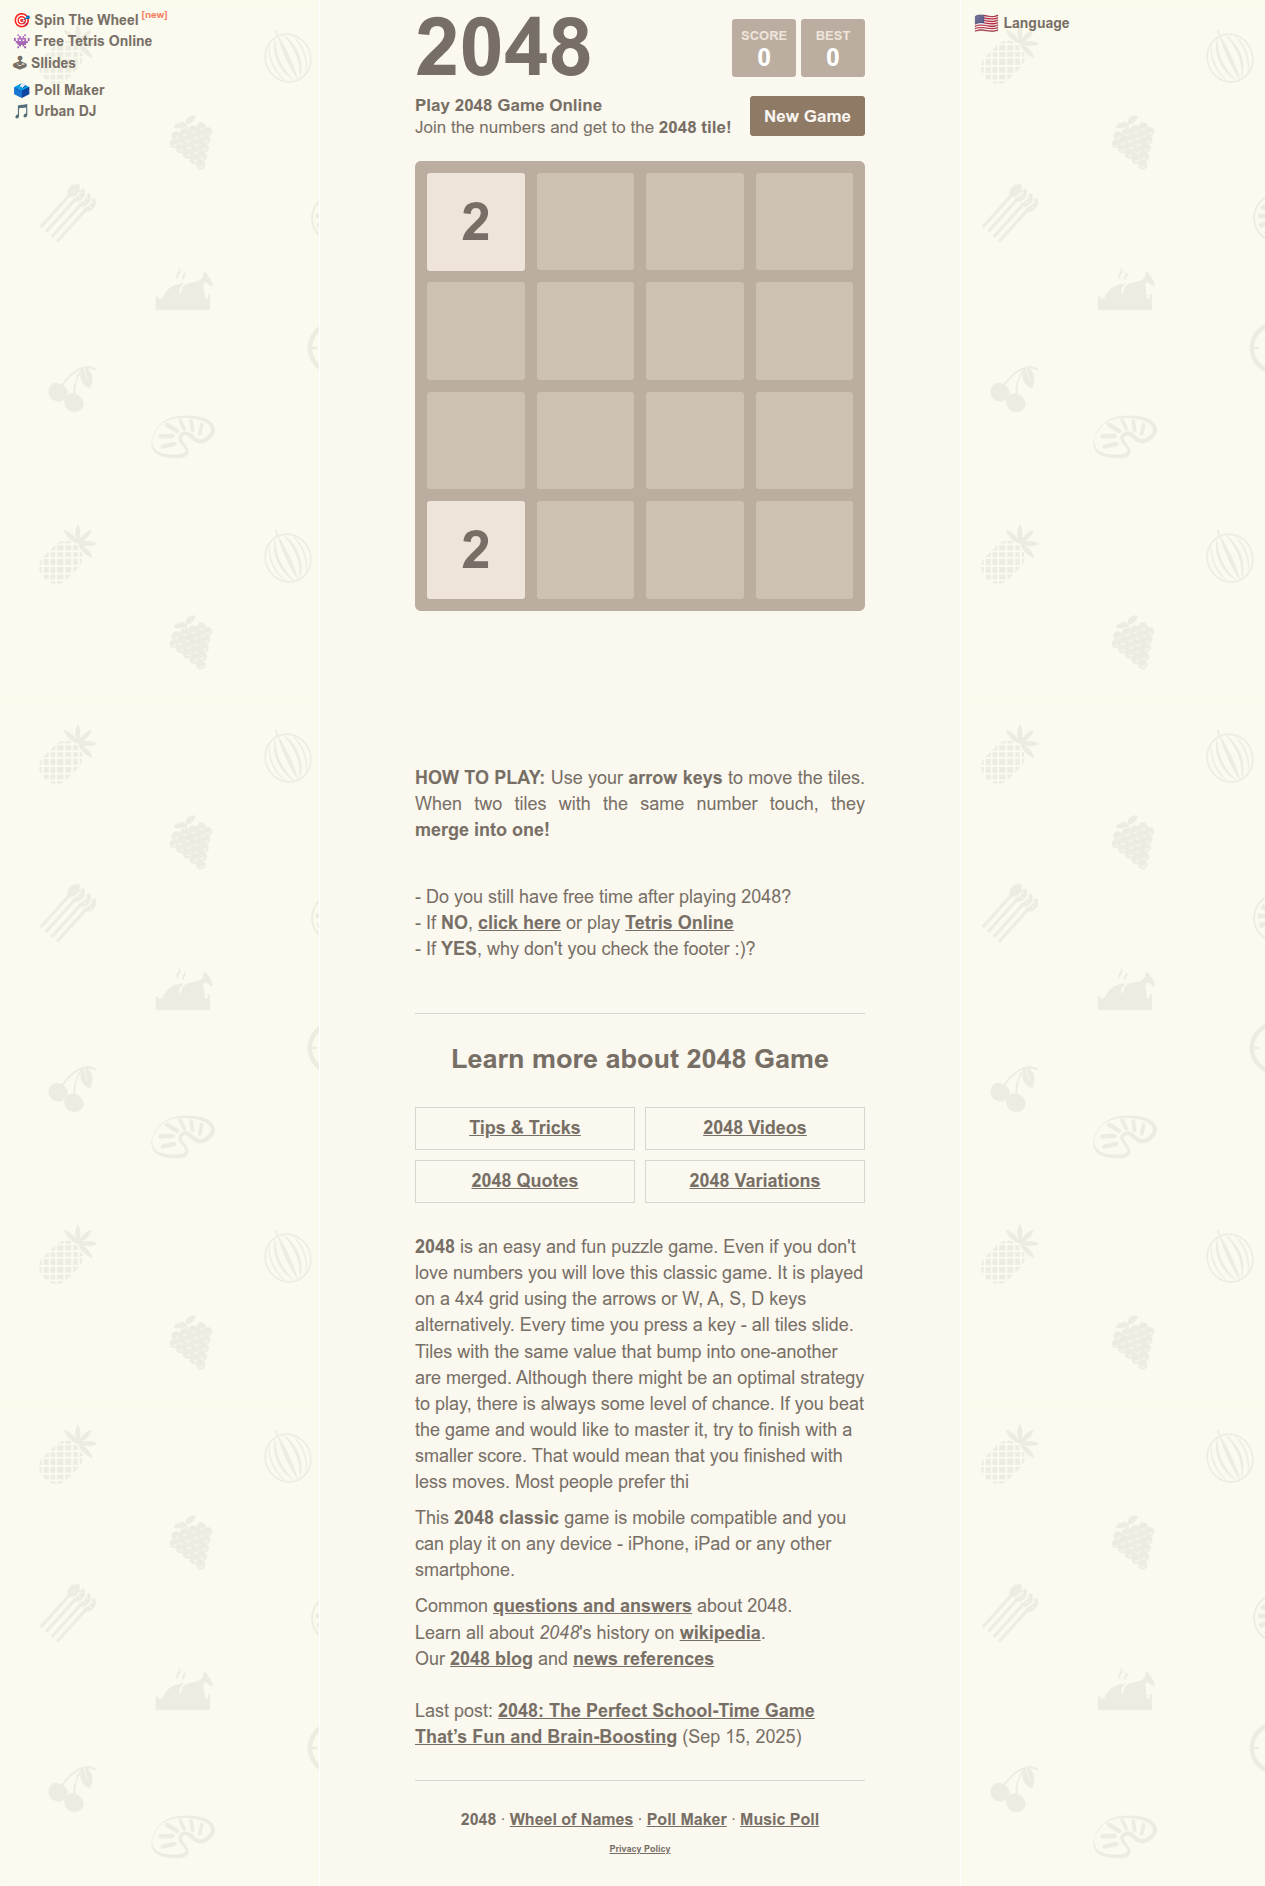 🎯 Spin The Wheel [new]
👾 Free Tetris Online
🕹 Sllides
🗳 Poll Maker
🎵 Urban DJ
🇺🇸 Language
2048
SCORE
0
BEST
0
Play 2048 Game Online
Join the numbers and get to the 2048 tile!
New Game
2
2
HOW TO PLAY: Use your arrow keys to move the tiles.
When two tiles with the same number touch, they
merge into one!
- Do you still have free time after playing 2048?
- If NO, click here or play Tetris Online
- If YES, why don't you check the footer :)?
Learn more about 2048 Game
Tips & Tricks
2048 Videos
2048 Quotes
2048 Variations
2048 is an easy and fun puzzle game. Even if you don't
love numbers you will love this classic game. It is played
on a 4x4 grid using the arrows or W, A, S, D keys
alternatively. Every time you press a key - all tiles slide.
Tiles with the same value that bump into one-another
are merged. Although there might be an optimal strategy
to play, there is always some level of chance. If you beat
the game and would like to master it, try to finish with a
smaller score. That would mean that you finished with
less moves. Most people prefer thi
This 2048 classic game is mobile compatible and you
can play it on any device - iPhone, iPad or any other
smartphone.
Common questions and answers about 2048.
Learn all about 2048's history on wikipedia.
Our 2048 blog and news references
Last post: 2048: The Perfect School-Time Game
That’s Fun and Brain-Boosting (Sep 15, 2025)
2048 · Wheel of Names · Poll Maker · Music Poll
Privacy Policy